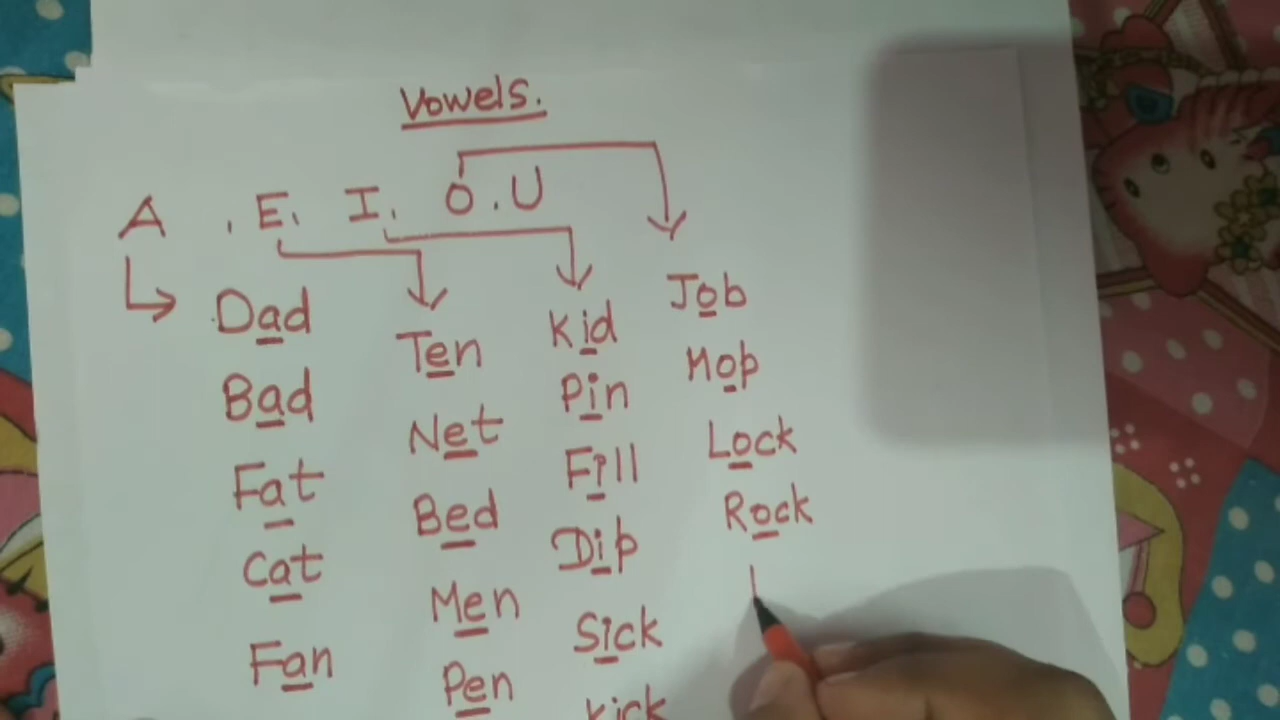 Vowels.
A , E, I, O. U
Dad
Bad
Fat
Cat
Fan
Ten
Net
Bed
Men
Pen
Kid
Pin
Fill
Dip
Sick
Kick
Job
Mop
Lock
Rock